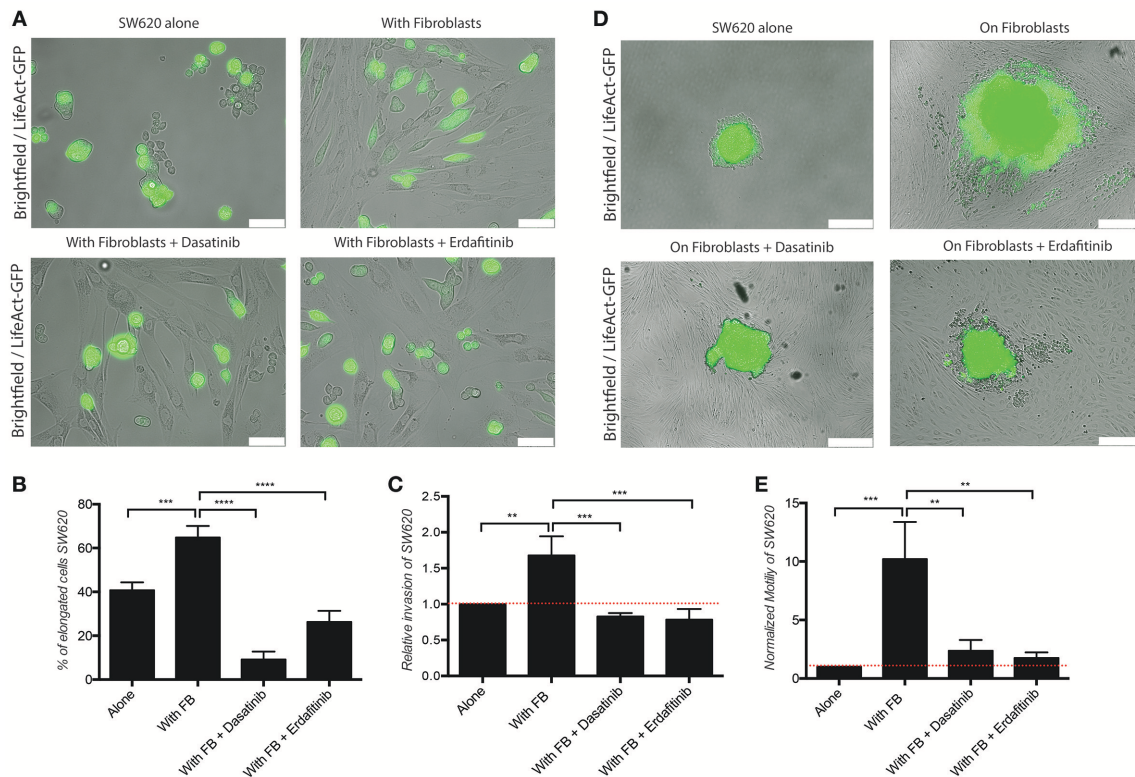 A
SW620 alone
With Fibroblasts
Brightfield / LifeAct-GFP
With Fibroblasts + Dasatinib
With Fibroblasts + Erdafitinib
Brightfield / LifeAct-GFP
D
SW620 alone
On Fibroblasts
Brightfield / LifeAct-GFP
On Fibroblasts + Dasatinib
On Fibroblasts + Erdafitinib
Brightfield / LifeAct-GFP
B
% of elongated cells SW620
80
60
40
20
0
***
****
****
Alone
With FB
With FB + Dasatinib
With FB + Erdafitinib
C
Relative invasion of SW620
2.5
2.0
1.5
1.0
0.5
0.0
**
***
***
Alone
With FB
With FB + Dasatinib
With FB + Erdafitinib
E
Normalized Motiliy of SW620
15
10
5
0
***
**
**
Alone
With FB
With FB + Dasatinib
With FB + Erdafitinib